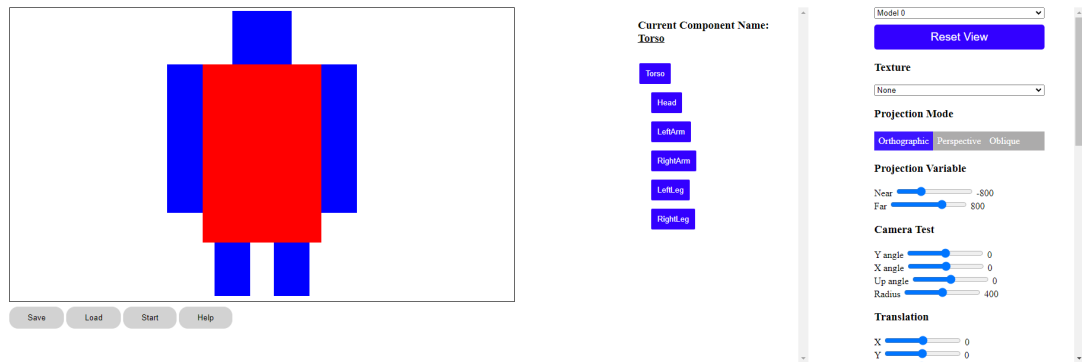 Save
Load
Start
Help
Current Component Name:
Torso
Torso
Head
LeftArm
RightArm
LeftLeg
RightLeg
Model 0
Reset View
Texture
None
Projection Mode
Orthographic Perspective Oblique
Projection Variable
Near -800
Far 800
Camera Test
Y angle 0
X angle 0
Up angle 0
Radius 400
Translation
X 0
Y 0